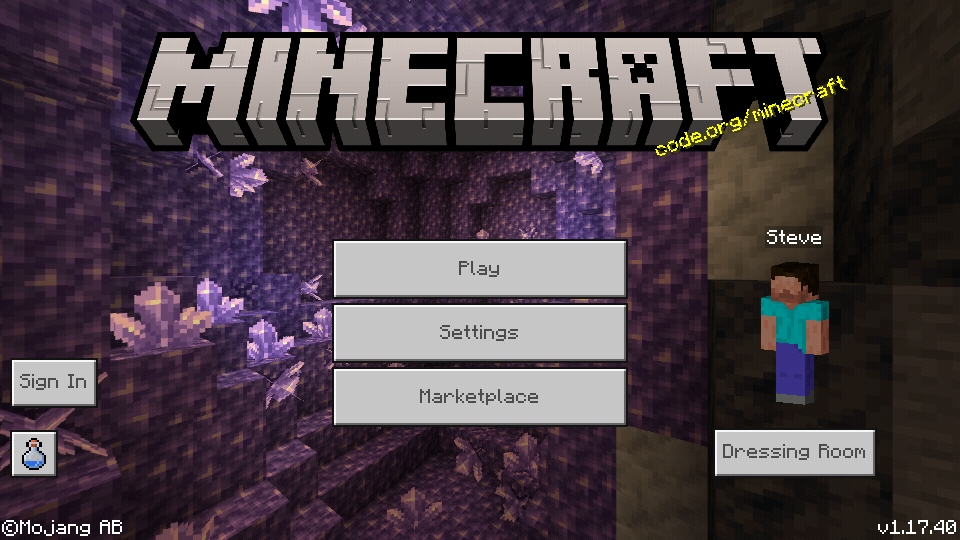 MINECRAFT
code.org/minecraft
Steve
Play
Settings
Marketplace
Sign In
Dressing Room
©Mojang AB
v1.17.40